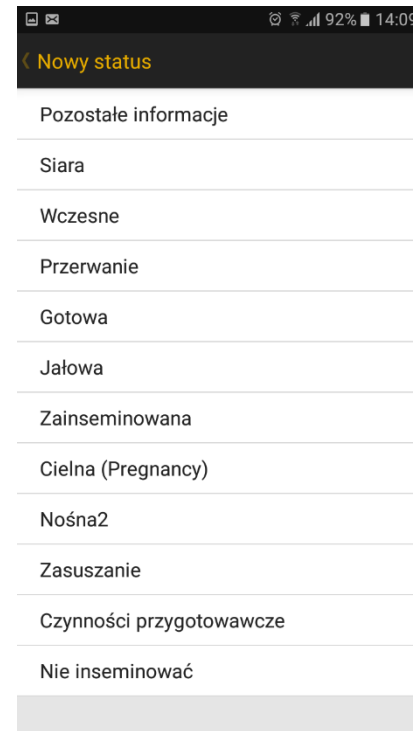 92% 14:09
Nowy status
Pozostałe informacje
Siara
Wczesne
Przerwanie
Gotowa
Jałowa
Zainseminowana
Cielna (Pregnancy)
Nośna2
Zasuszanie
Czynności przygotowawcze
Nie inseminować